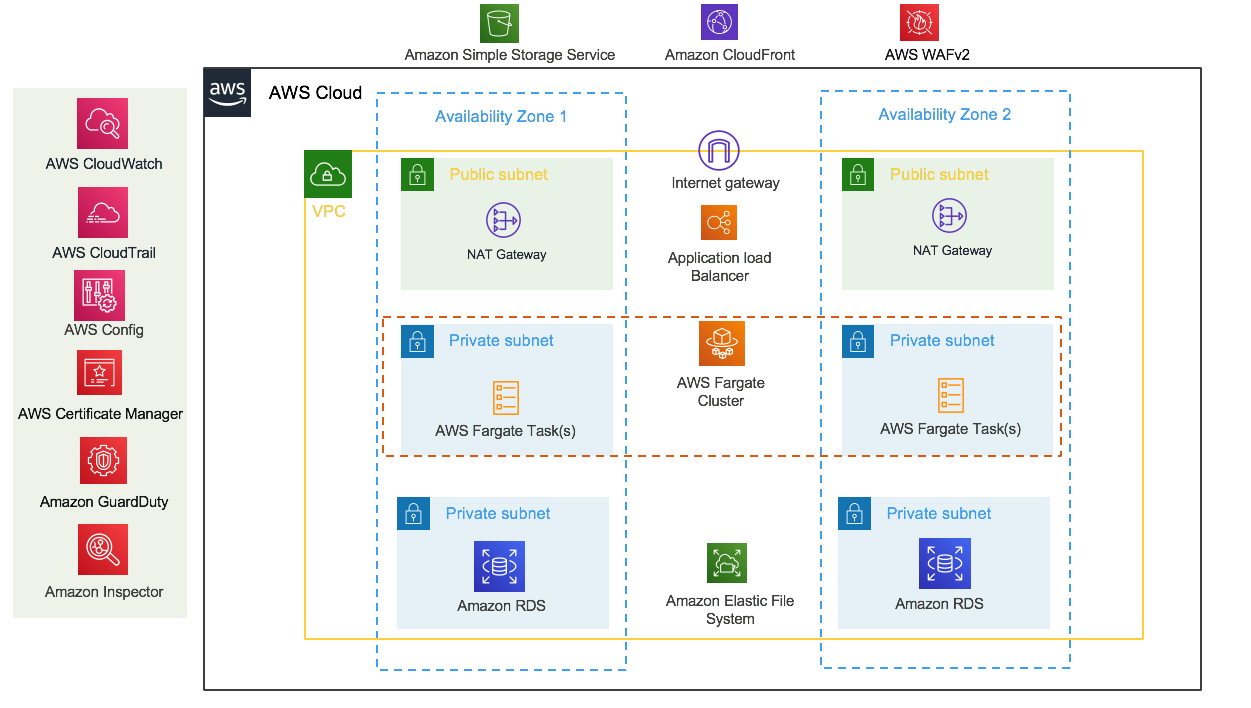 Amazon Simple Storage Service
Amazon CloudFront
AWS WAFv2
aws
AWS Cloud
AWS CloudWatch
AWS CloudTrail
AWS Config
AWS Certificate Manager
Amazon GuardDuty
Amazon Inspector
Availability Zone 1
Availability Zone 2
VPC
Public subnet
NAT Gateway
Internet gateway
Application load
Balancer
Public subnet
NAT Gateway
Private subnet
AWS Fargate Task(s)
AWS Fargate
Cluster
Private subnet
AWS Fargate Task(s)
Private subnet
Amazon RDS
Amazon Elastic File
System
Private subnet
Amazon RDS